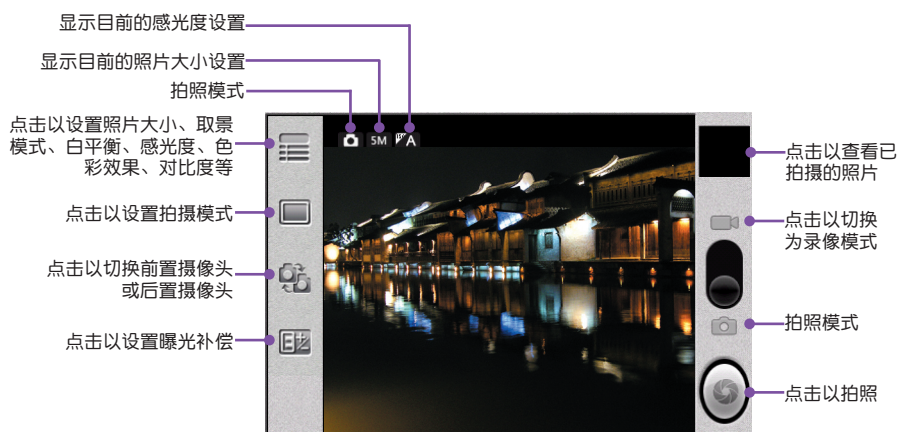 显示目前的感光度设置
显示目前的照片大小设置
拍照模式
点击以设置照片大小、取景
模式、白平衡、感光度、色
彩效果、对比度等
点击以设置拍摄模式
点击以切换前置摄像头
或后置摄像头
点击以设置曝光补偿
5M
A
点击以查看已
拍摄的照片
点击以切换
为录像模式
拍照模式
点击以拍照